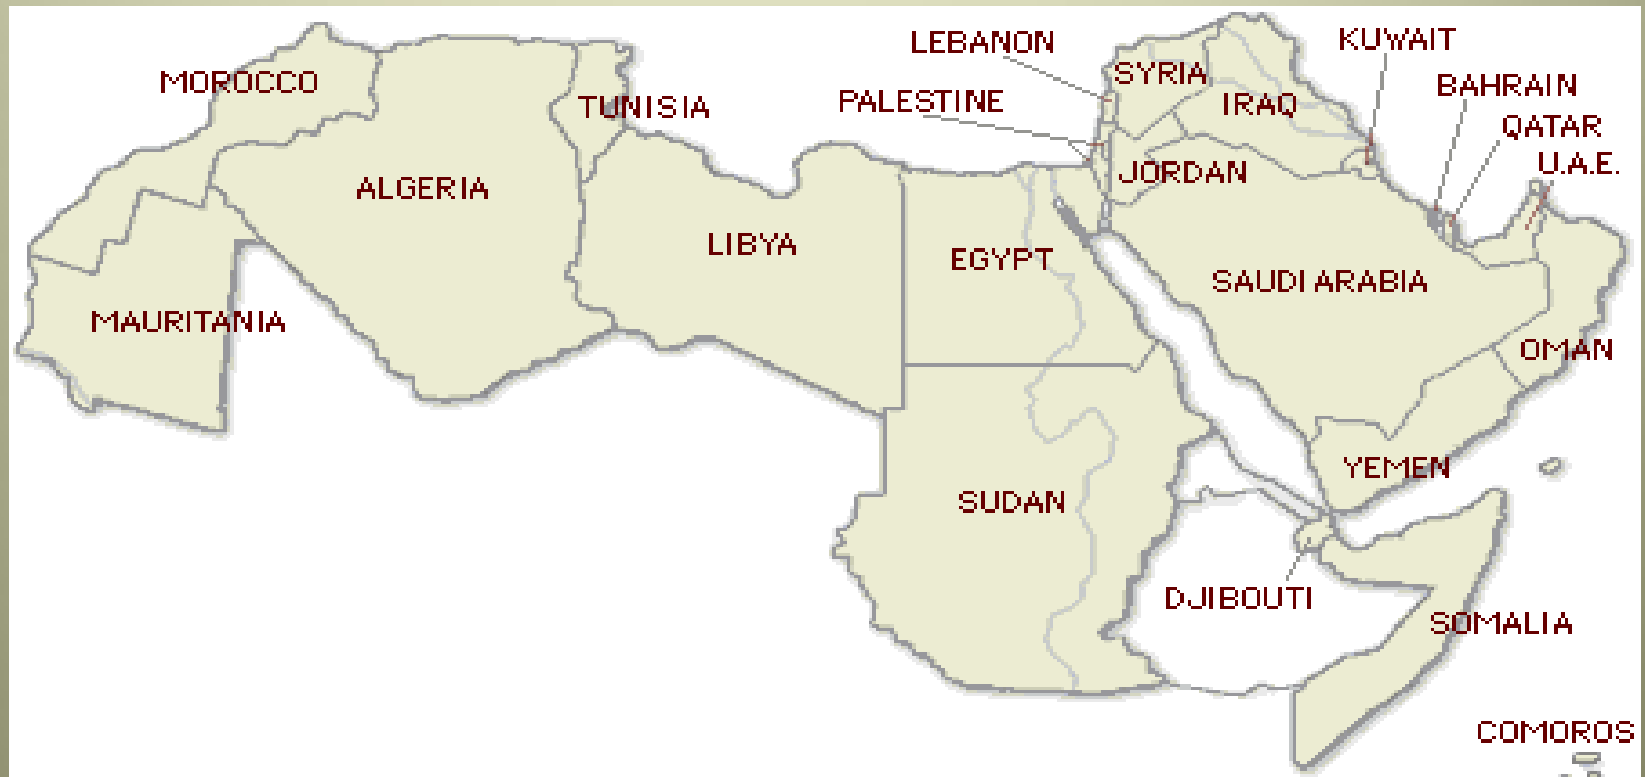 LEBANON
KUWAIT
MOROCCO
SYRIA
BAHRAIN
PALESTINE
TUNISIA
IRAQ
QATAR
U.A.E.
ALGERIA
JORDAN
LIBYA
EGYPT
SAUDI ARABIA
MAURITANIA
OMAN
YEMEN
SUDAN
DJIBOUTI
SOMALIA
COMOROS